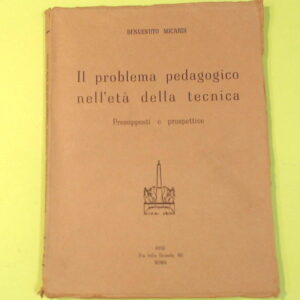 BENVENUTO MICARDI
Il problema pedagogico
nell'età della tecnica
Presupposti e prospettive
ROMA